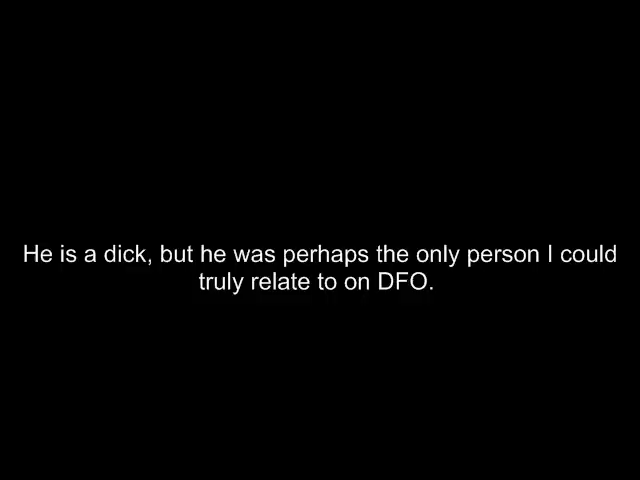 He is a dick, but he was perhaps the only person I could
truly relate to on DFO.